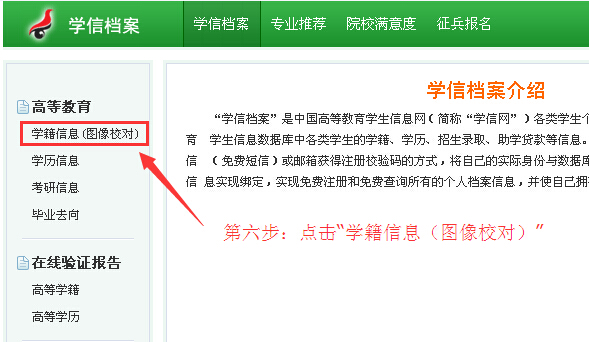 学信档案
学信档案 专业推荐 院校满意度 征兵报名
高等教育
学籍信息(图像校对)
学历信息
考研信息
毕业去向
在线验证报告
高等学籍
高等学历
学信档案介绍
“学信档案”是中国高等教育学生信息网(简称“学信网”)各类学生个
育 学生信息数据库中各类学生的学籍、学历、招生录取、助学贷款等信息。
信 (免费短信)或邮箱获得注册校验码的方式，将自己的实际身份与数据库
信 息实现绑定，实现免费注册和免费查询所有的个人档案信息，并使自己拥
第六步：点击“学籍信息（图像校对）”